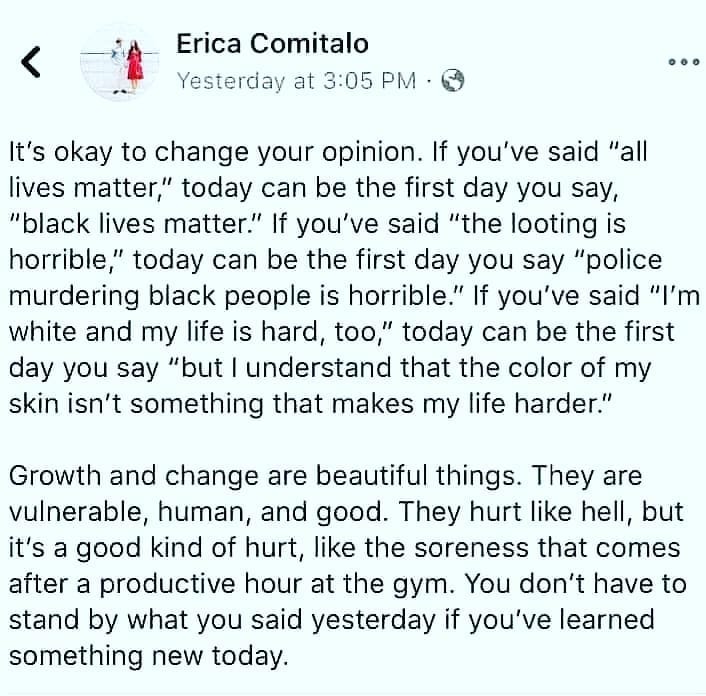 Erica Comitalo
Yesterday at 3:05 PM ·
It's okay to change your opinion. If you've said "all
lives matter," today can be the first day you say,
"black lives matter." If you've said "the looting is
horrible," today can be the first day you say "police
murdering black people is horrible." If you've said "I'm
white and my life is hard, too," today can be the first
day you say "but I understand that the color of my
skin isn't something that makes my life harder."
Growth and change are beautiful things. They are
vulnerable, human, and good. They hurt like hell, but
it's a good kind of hurt, like the soreness that comes
after a productive hour at the gym. You don't have to
stand by what you said yesterday if you've learned
something new today.